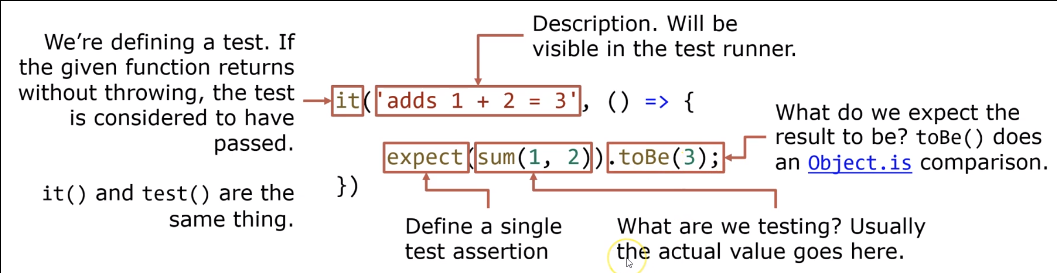 Description. Will be
visible in the test runner.
We're defining a test. If
the given function returns
without throwing, the test
is considered to have
passed.
it() and test() are the
same thing.
it('adds 1 + 2 = 3', () => {
expect(sum(1, 2)).toBe(3);
})
What do we expect the
result to be? toBe() does
an Object.is comparison.
Define a single
test assertion
What are we testing? Usually
the actual value goes here.